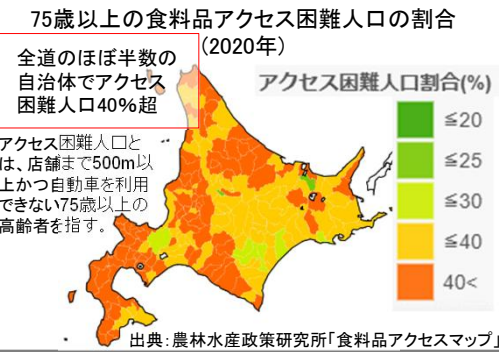 75歳以上の食料品アクセス困難人口の割合
(2020年)
全道のほぼ半数の
自治体でアクセス
困難人口40%超
アクセス困難人口と
は、店舗まで500m以
上かつ自動車を利用
できない75歳以上の
高齢者を指す。
アクセス困難人口割合(%)
≦20
≦25
≦30
≦40
40<
出典:農林水産政策研究所「食料品アクセスマップ」